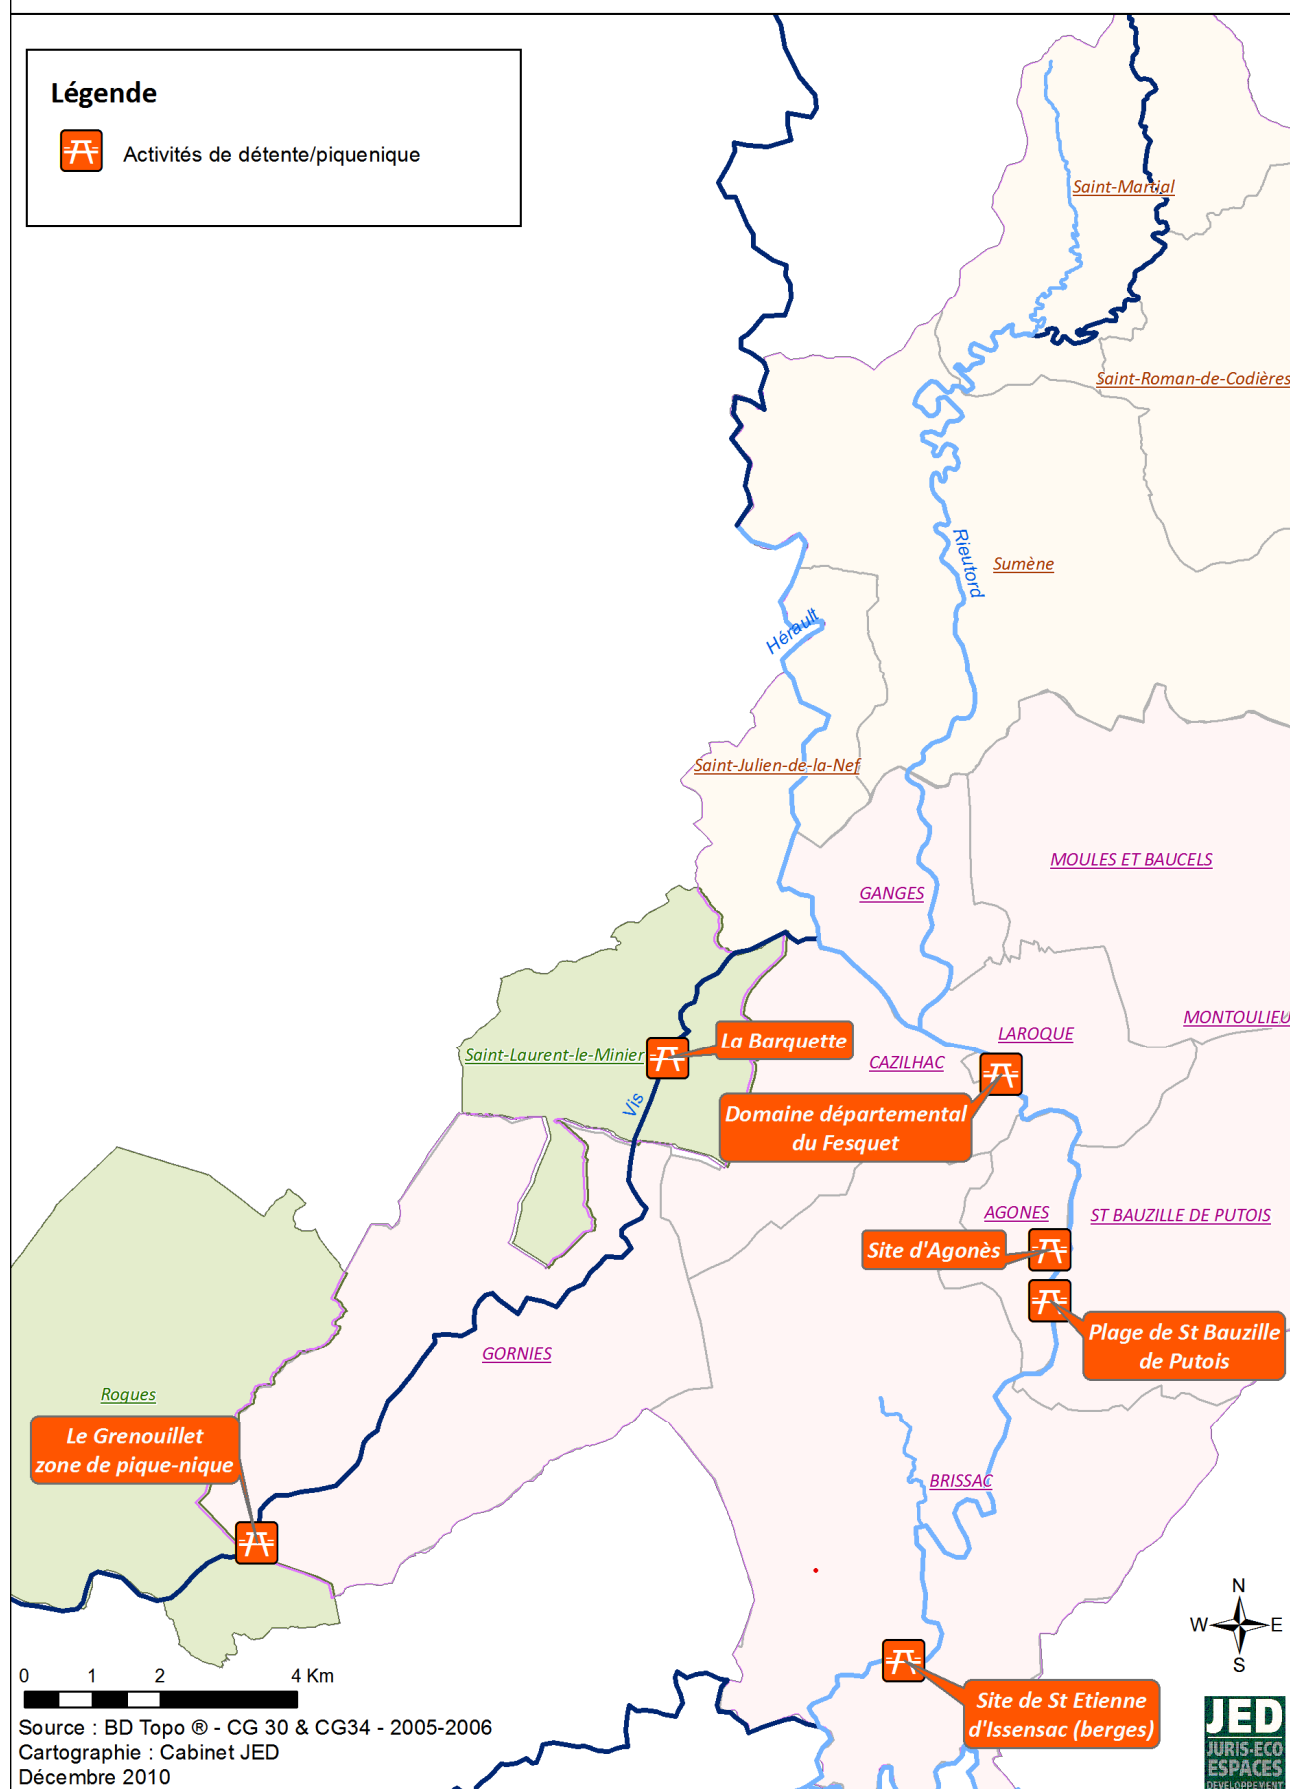 Légende
Activités de détente/piquenique
Saint-Martial
Saint-Roman-de-Codières
Rieutord
Sumène
Hérault
Saint-Julien-de-la-Nef
MOULES ET BAUCELS
GANGES
MONTOULIEU
LAROQUE
La Barquette
Saint-Laurent-le-Minier
CAZILHAC
Vis
Domaine départemental
du Fesquet
AGONES
ST BAUZILLE DE PUTOIS
Site d'Agonès
Plage de St Bauzille
de Putois
GORNIES
Rogues
Le Grenouillet
zone de pique-nique
BRISSAC
N
W
E
S
0 1 2 4 Km
Site de St Etienne
d'Issensac (berges)
Source : BD Topo ® - CG 30 & CG34 - 2005-2006
Cartographie : Cabinet JED
Décembre 2010
JED
JURIS-ECO
ESPACES
DEVELOPPEMENT